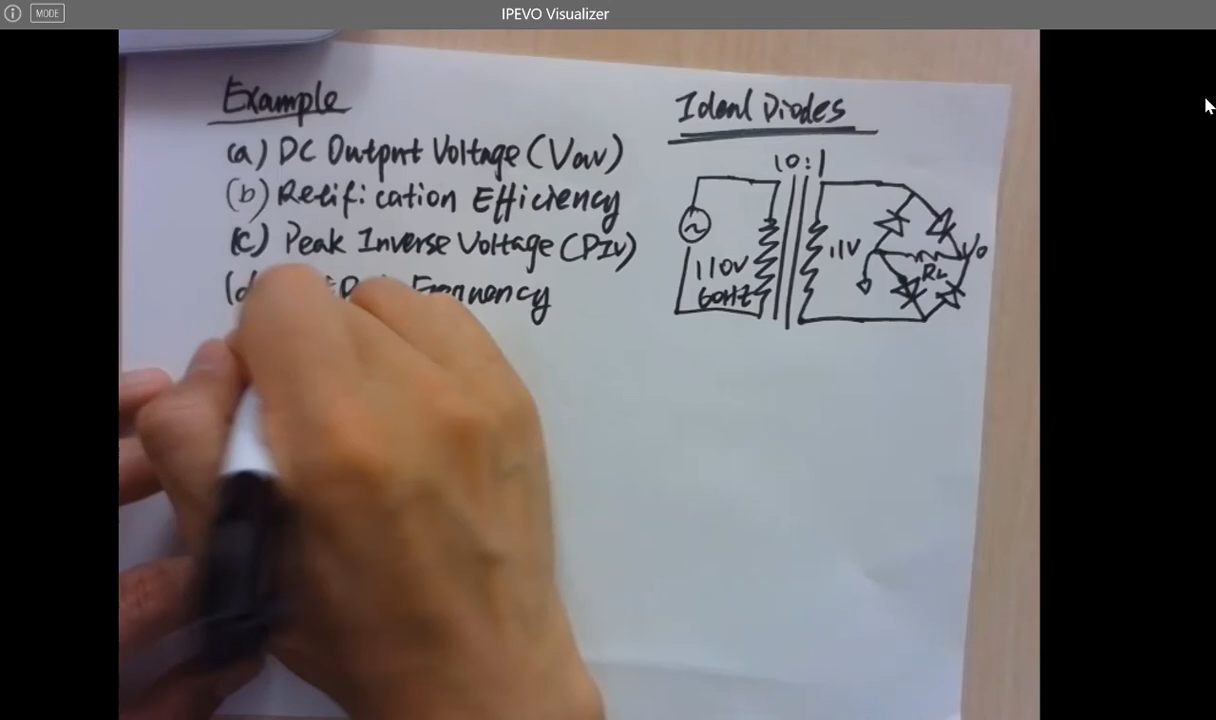 MODE
IPEVO Visualizer
Example
(a) DC Output Voltage (Vav)
(b) Retification Efficiency
(c) Peak Inverse Voltage (PIV)
(d
Ideal Diodes
10:1
110V
60HZ
11V
RL
Vo